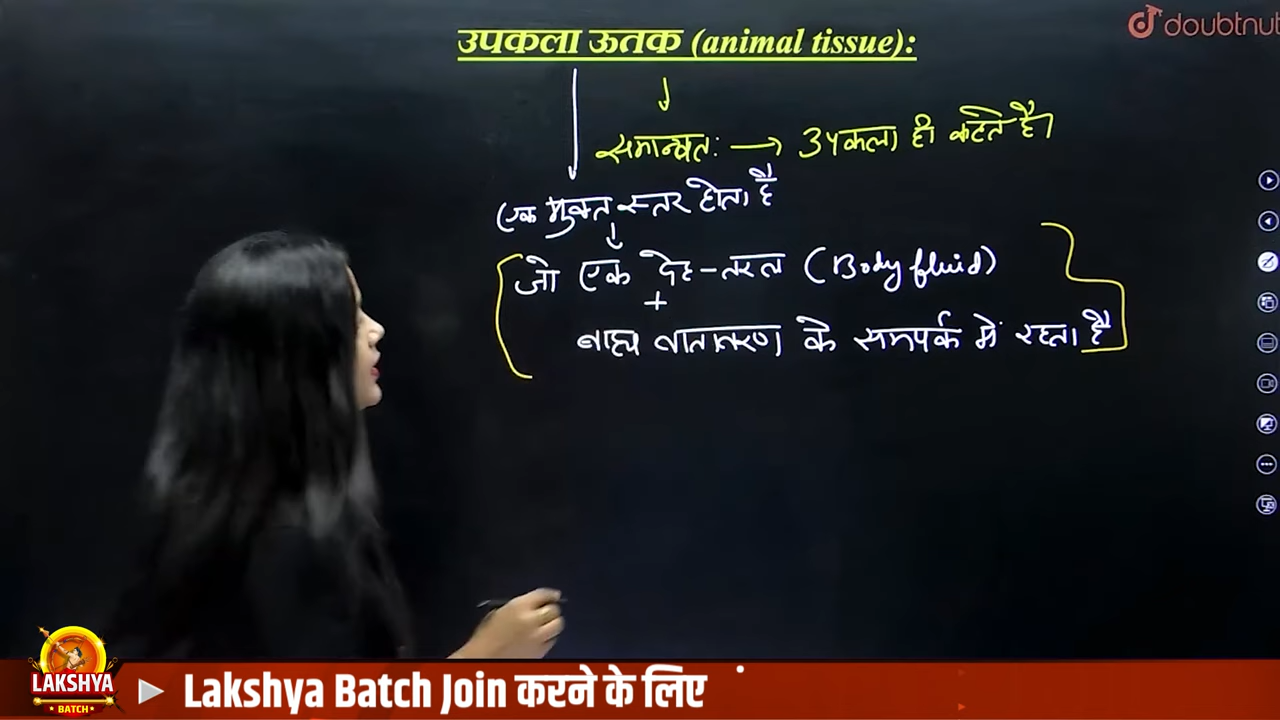 doubtnut
उपकला ऊतक (animal tissue):
समान्यतः → उपकला ही कहते है।
एक मुक्त स्तर होता है
जो एक देह-तरल (Body fluid)
+
बाह्य वातावरण के सम्पर्क में रहता है
LAKSHYA
BATCH
Lakshya Batch Join करने के लिए